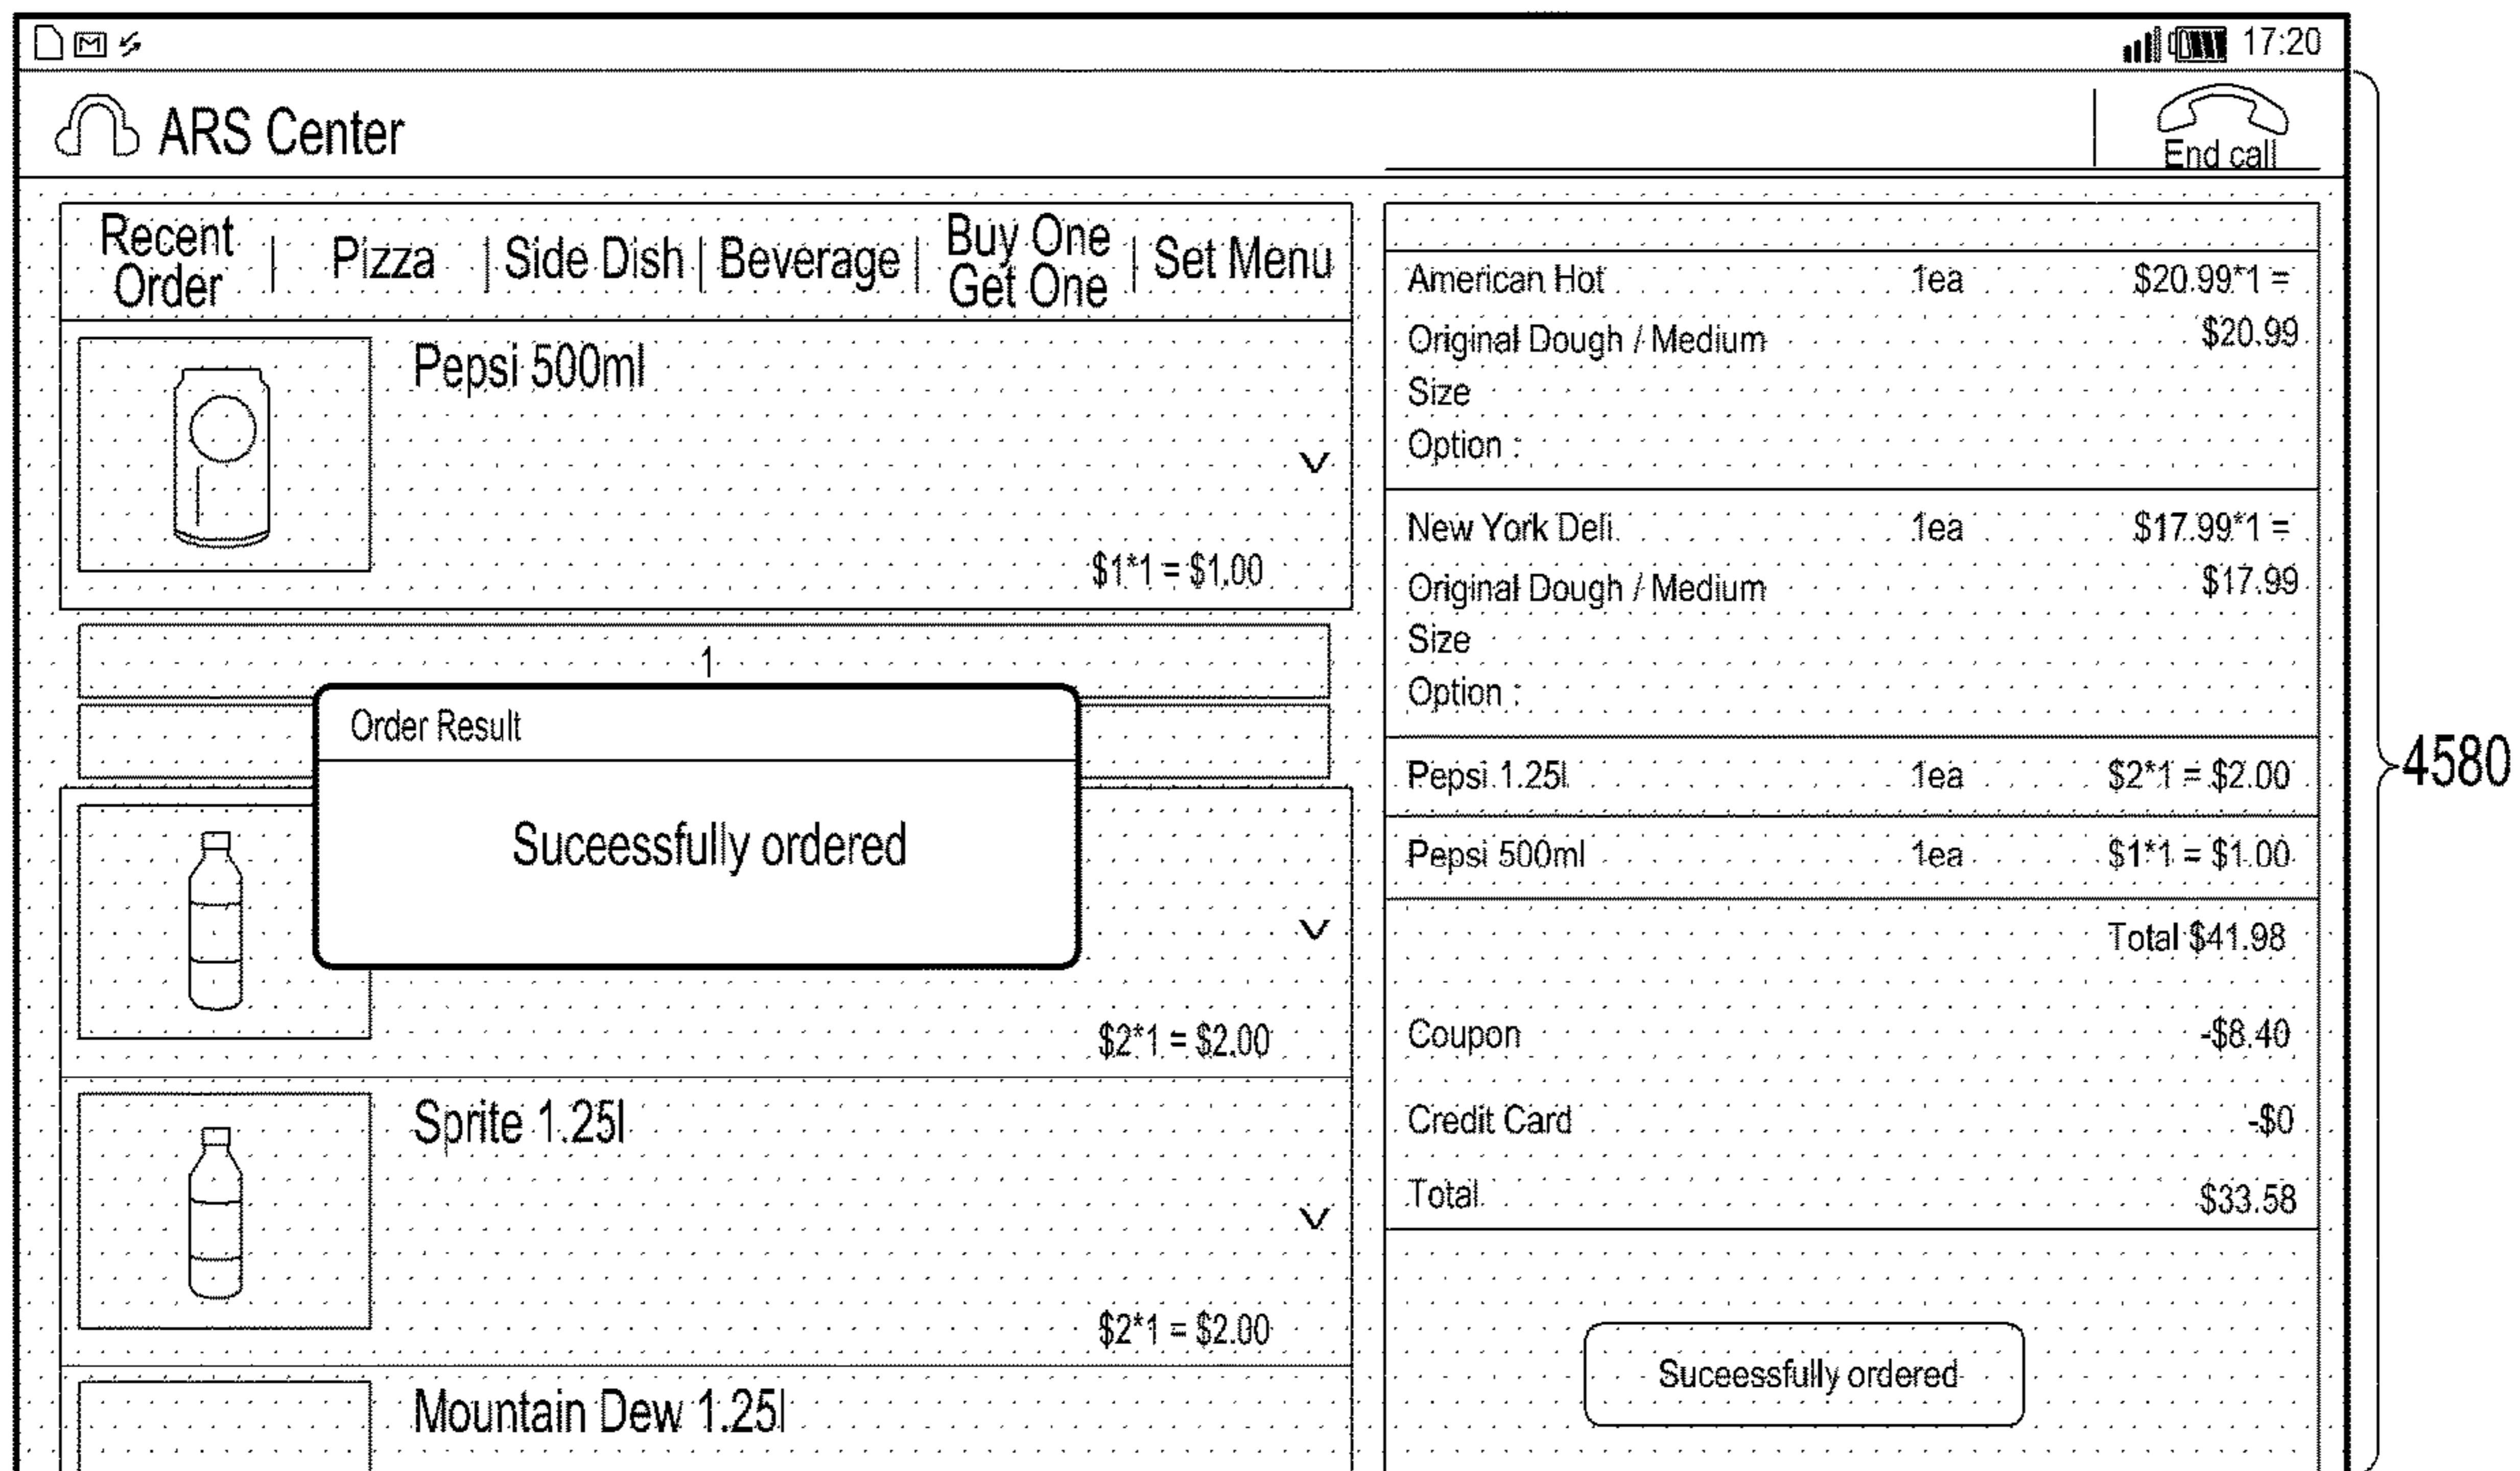 17:20
ARS Center
End call
Recent Order | Pizza | Side Dish | Beverage | Buy One Get One | Set Menu
Pepsi 500ml
$1*1 = $1.00
1
Order Result
Suceessfully ordered
$2*1 = $2.00
Sprite 1.25l
$2*1 = $2.00
Mountain Dew 1.25l
American Hot 1ea $20.99*1 =
Original Dough / Medium $20.99
Size
Option :
New York Deli 1ea $17.99*1 =
Original Dough / Medium $17.99
Size
Option :
Pepsi 1.25l 1ea $2*1 = $2.00
Pepsi 500ml 1ea $1*1 = $1.00
Total $41.98
Coupon -$8.40
Credit Card -$0
Total $33.58
Suceessfully ordered
4580